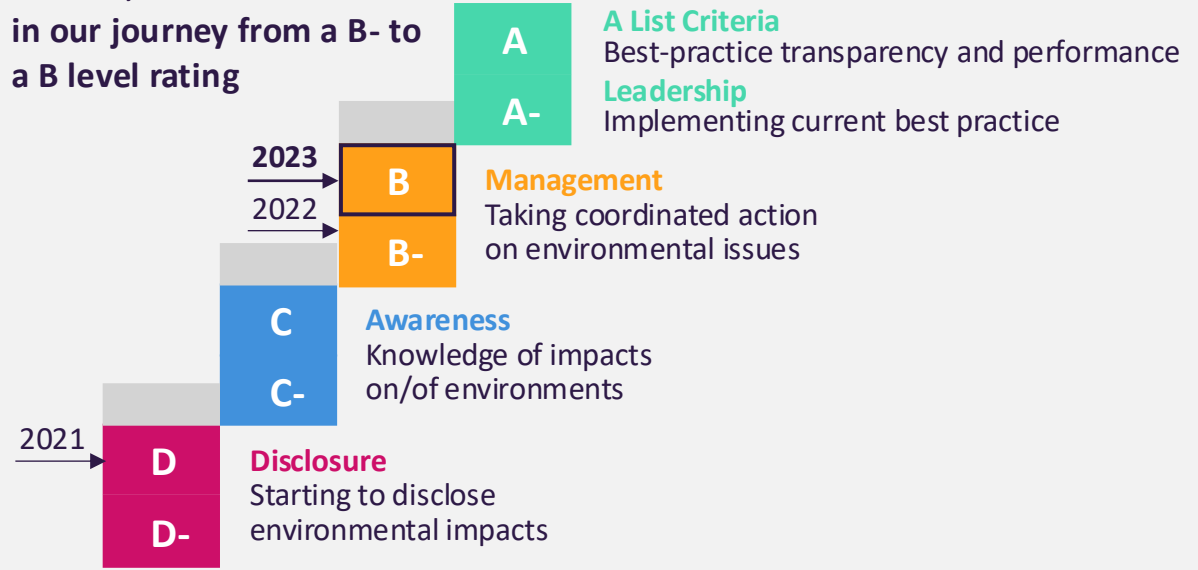 in our journey from a B- to
a B level rating
A
A List Criteria
Best-practice transparency and performance
A-
Leadership
Implementing current best practice
2023
B
Management
Taking coordinated action
on environmental issues
2022
B-
C
Awareness
Knowledge of impacts
on/of environments
C-
2021
D
Disclosure
Starting to disclose
environmental impacts
D-